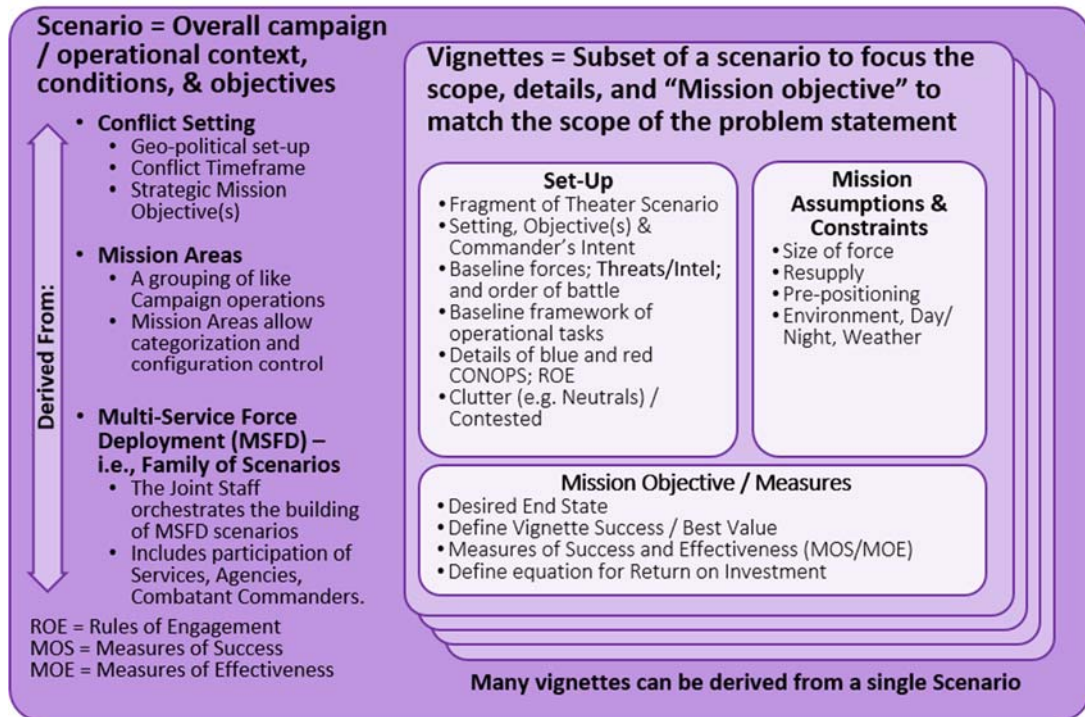 Scenario = Overall campaign
/ operational context,
conditions, & objectives
Derived From:
• Conflict Setting
• Geo-political set-up
• Conflict Timeframe
• Strategic Mission
Objective(s)
• Mission Areas
• A grouping of like
Campaign operations
• Mission Areas allow
categorization and
configuration control
• Multi-Service Force
Deployment (MSFD) –
i.e., Family of Scenarios
• The Joint Staff
orchestrates the building
of MSFD scenarios
• Includes participation of
Services, Agencies,
Combatant Commanders.
ROE = Rules of Engagement
MOS = Measures of Success
MOE = Measures of Effectiveness
Vignettes = Subset of a scenario to focus the
scope, details, and “Mission objective” to
match the scope of the problem statement
Set-Up
•Fragment of Theater Scenario
•Setting, Objective(s) &
Commander’s Intent
•Baseline forces; Threats/Intel;
and order of battle
•Baseline framework of
operational tasks
•Details of blue and red
CONOPS; ROE
•Clutter (e.g. Neutrals) /
Contested
Mission
Assumptions &
Constraints
•Size of force
•Resupply
•Pre-positioning
•Environment, Day/
Night, Weather
Mission Objective / Measures
•Desired End State
•Define Vignette Success / Best Value
•Measures of Success and Effectiveness (MOS/MOE)
•Define equation for Return on Investment
Many vignettes can be derived from a single Scenario